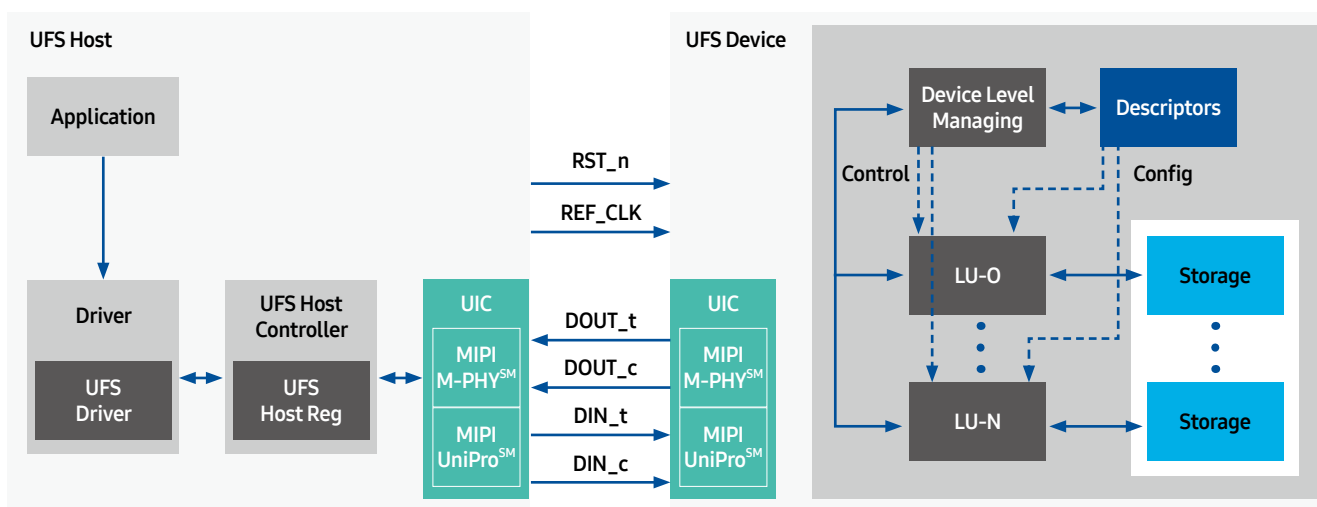 UFS Host
Application
Driver
UFS
Driver
UFS Host
Controller
UFS
Host Reg
UIC
MIPI
M-PHY℠
MIPI
UniPro℠
RST_n
REF_CLK
DOUT_t
DOUT_c
DIN_t
DIN_c
UFS Device
UIC
MIPI
M-PHY℠
MIPI
UniPro℠
Device Level
Managing
Descriptors
Control
Config
LU-O
Storage
LU-N
Storage